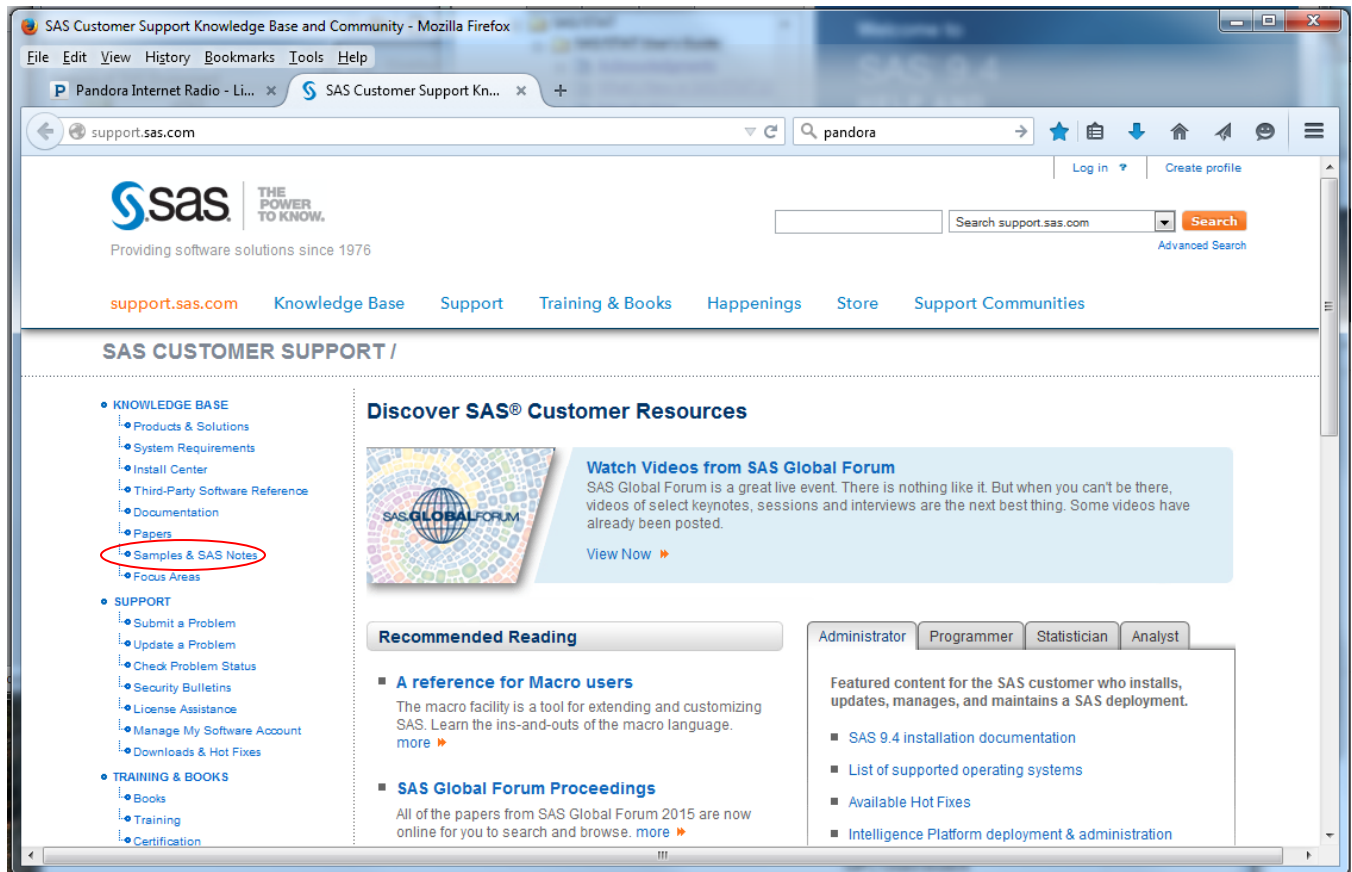 SAS Customer Support Knowledge Base and Community - Mozilla Firefox
File Edit View History Bookmarks Tools Help
P Pandora Internet Radio - Li... × SAS Customer Support Kn... × +
support.sas.com pandora
Log in ? Create profile
sas THE POWER TO KNOW.
Search support.sas.com Search
Providing software solutions since 1976
Advanced Search
support.sas.com Knowledge Base Support Training & Books Happenings Store Support Communities
SAS CUSTOMER SUPPORT /
KNOWLEDGE BASE
Products & Solutions
System Requirements
Install Center
Third-Party Software Reference
Documentation
Papers
Samples & SAS Notes
Focus Areas
SUPPORT
Submit a Problem
Update a Problem
Check Problem Status
Security Bulletins
License Assistance
Manage My Software Account
Downloads & Hot Fixes
TRAINING & BOOKS
Books
Training
Certification
Discover SAS® Customer Resources
SAS GLOBAL FORUM
Watch Videos from SAS Global Forum
SAS Global Forum is a great live event. There is nothing like it. But when you can't be there,
videos of select keynotes, sessions and interviews are the next best thing. Some videos have
already been posted.
View Now
Recommended Reading
A reference for Macro users
The macro facility is a tool for extending and customizing
SAS. Learn the ins-and-outs of the macro language.
more
SAS Global Forum Proceedings
All of the papers from SAS Global Forum 2015 are now
online for you to search and browse. more
Administrator Programmer Statistician Analyst
Featured content for the SAS customer who installs,
updates, manages, and maintains a SAS deployment.
SAS 9.4 installation documentation
List of supported operating systems
Available Hot Fixes
Intelligence Platform deployment & administration